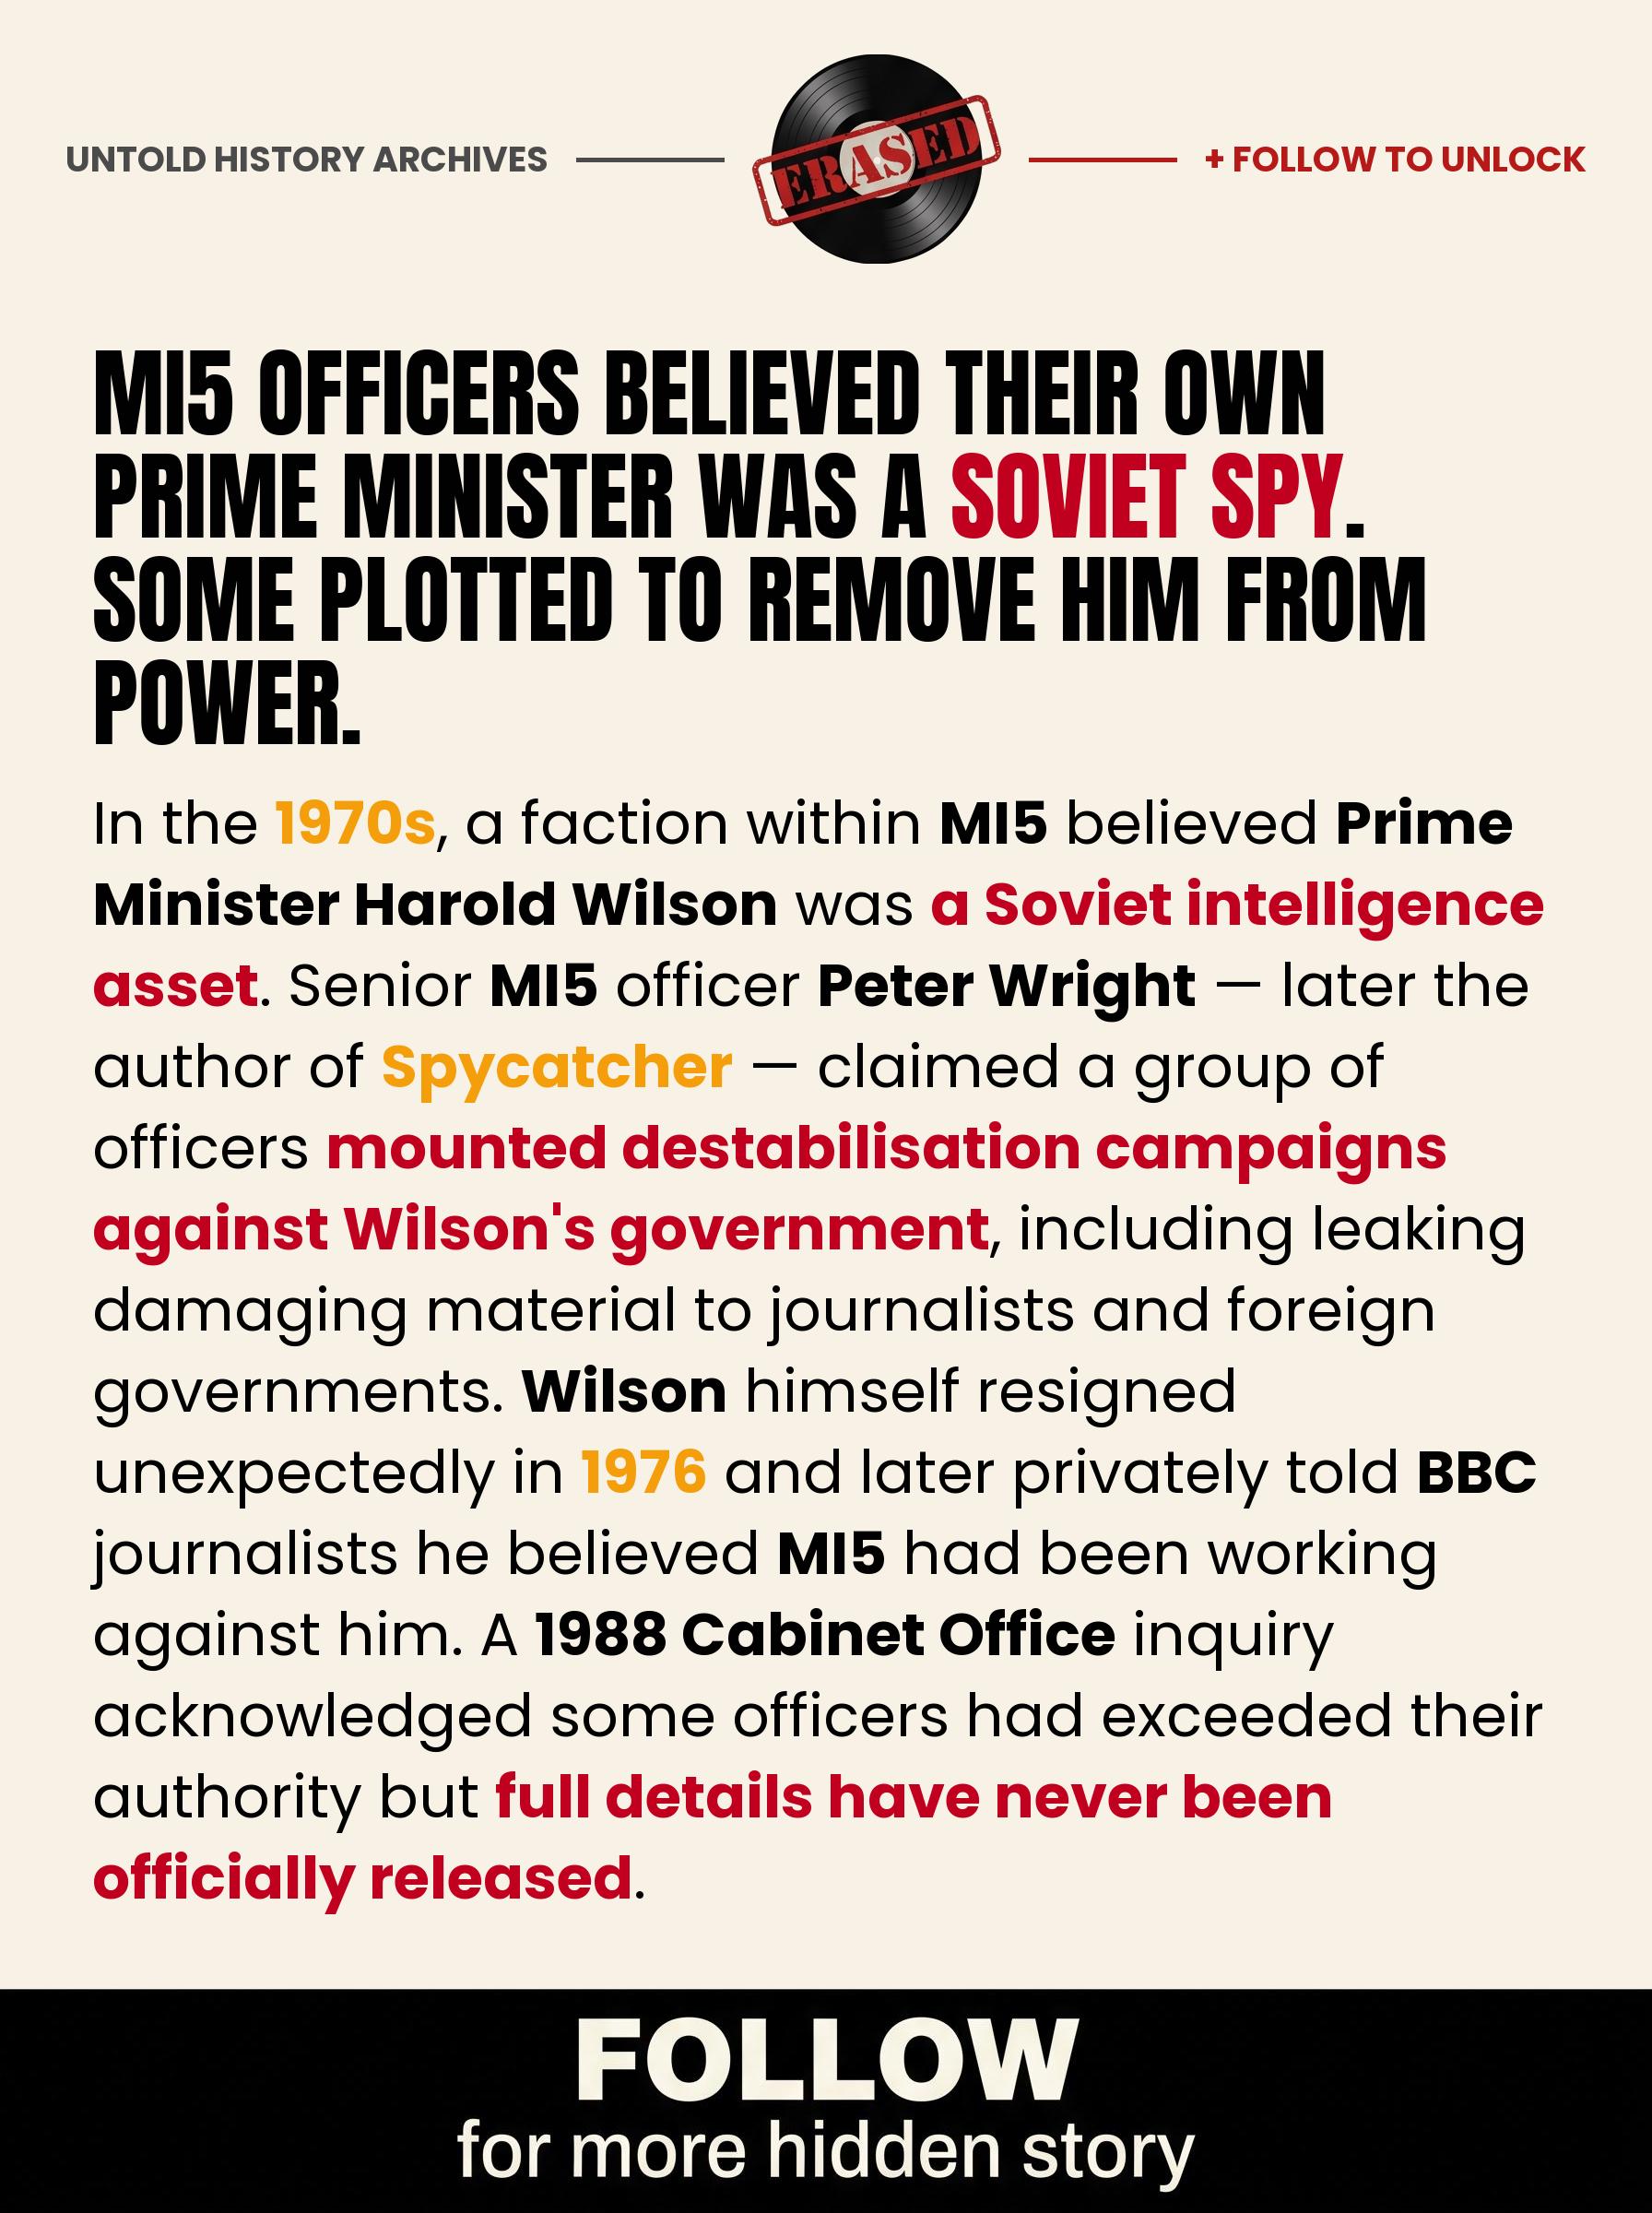 UNTOLD HISTORY ARCHIVES
ERASED
+ FOLLOW TO UNLOCK
MI5 OFFICERS BELIEVED THEIR OWN
PRIME MINISTER WAS A SOVIET SPY.
SOME PLOTTED TO REMOVE HIM FROM
POWER.
In the 1970s, a faction within MI5 believed Prime
Minister Harold Wilson was a Soviet intelligence
asset. Senior MI5 officer Peter Wright — later the
author of Spycatcher — claimed a group of
officers mounted destabilisation campaigns
against Wilson's government, including leaking
damaging material to journalists and foreign
governments. Wilson himself resigned
unexpectedly in 1976 and later privately told BBC
journalists he believed MI5 had been working
against him. A 1988 Cabinet Office inquiry
acknowledged some officers had exceeded their
authority but full details have never been
officially released.
FOLLOW
for more hidden story